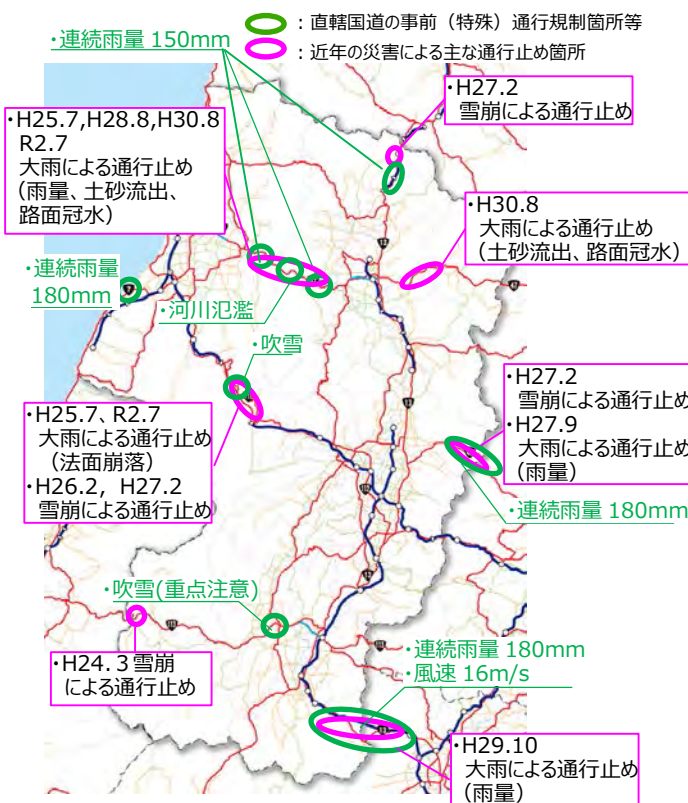 ：直轄国道の事前（特殊）通行規制箇所等
：近年の災害による主な通行止め箇所
・連続雨量 150mm
・H27.2
雪崩による通行止め
・H25.7,H28.8,H30.8
R2.7
大雨による通行止め
（雨量、土砂流出、
路面冠水）
・H30.8
大雨による通行止め
（土砂流出、路面冠水）
・連続雨量
180mm
・河川氾濫
・吹雪
・H27.2
雪崩による通行止め
・H27.9
大雨による通行止め
（雨量）
・H25.7、R2.7
大雨による通行止め
（法面崩落）
・H26.2, H27.2
雪崩による通行止め
・連続雨量 180mm
・吹雪(重点注意)
・H24.3雪崩
による通行止め
・連続雨量 180mm
・風速 16m/s
・H29.10
大雨による通行止め
（雨量）